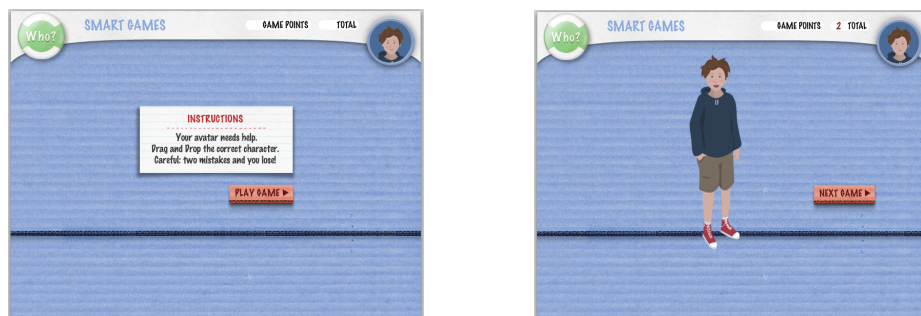 Who?
SMART GAMES
GAME POINTS
TOTAL
INSTRUCTIONS
Your avatar needs help.
Drag and Drop the correct character.
Careful: two mistakes and you lose!
PLAY GAME
Who?
SMART GAMES
GAME POINTS
2 TOTAL
NEXT GAME